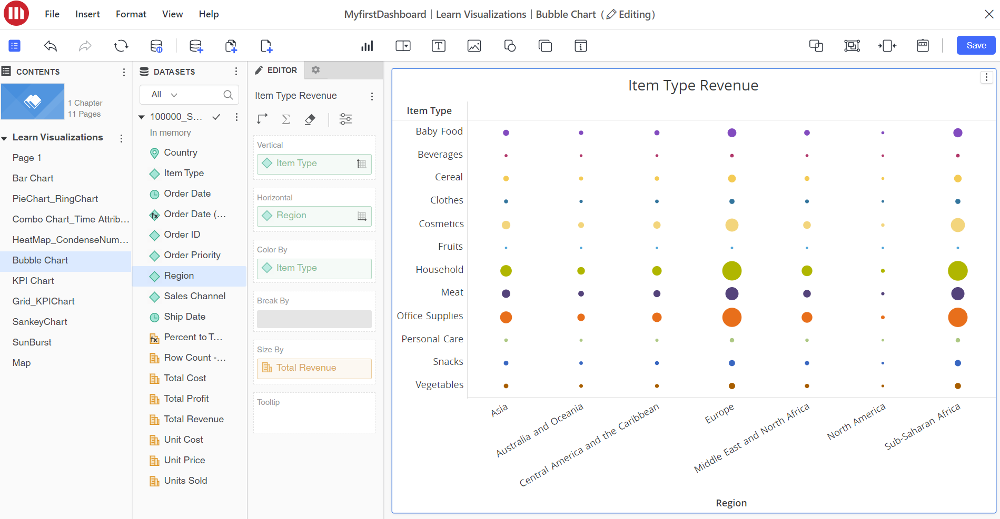 File Insert Format View Help
MyfirstDashboard | Learn Visualizations | Bubble Chart (Editing)
Save
CONTENTS
1 Chapter
11 Pages
Learn Visualizations
Page 1
Bar Chart
PieChart_RingChart
Combo Chart_Time Attrib...
HeatMap_CondenseNum...
Bubble Chart
KPI Chart
Grid_KPIChart
SankeyChart
SunBurst
Map
DATASETS
All
100000_S...
In memory
Country
Item Type
Order Date
Order Date (...
Order ID
Order Priority
Region
Sales Channel
Ship Date
Percent to T...
Row Count -...
Total Cost
Total Profit
Total Revenue
Unit Cost
Unit Price
Units Sold
EDITOR
Item Type Revenue
Vertical
Item Type
Horizontal
Region
Color By
Item Type
Break By
Size By
Total Revenue
Tooltip
Item Type Revenue
Item Type
Baby Food
Beverages
Cereal
Clothes
Cosmetics
Fruits
Household
Meat
Office Supplies
Personal Care
Snacks
Vegetables
Asia
Australia and Oceania
Central America and the Caribbean
Europe
Middle East and North Africa
North America
Sub-Saharan Africa
Region